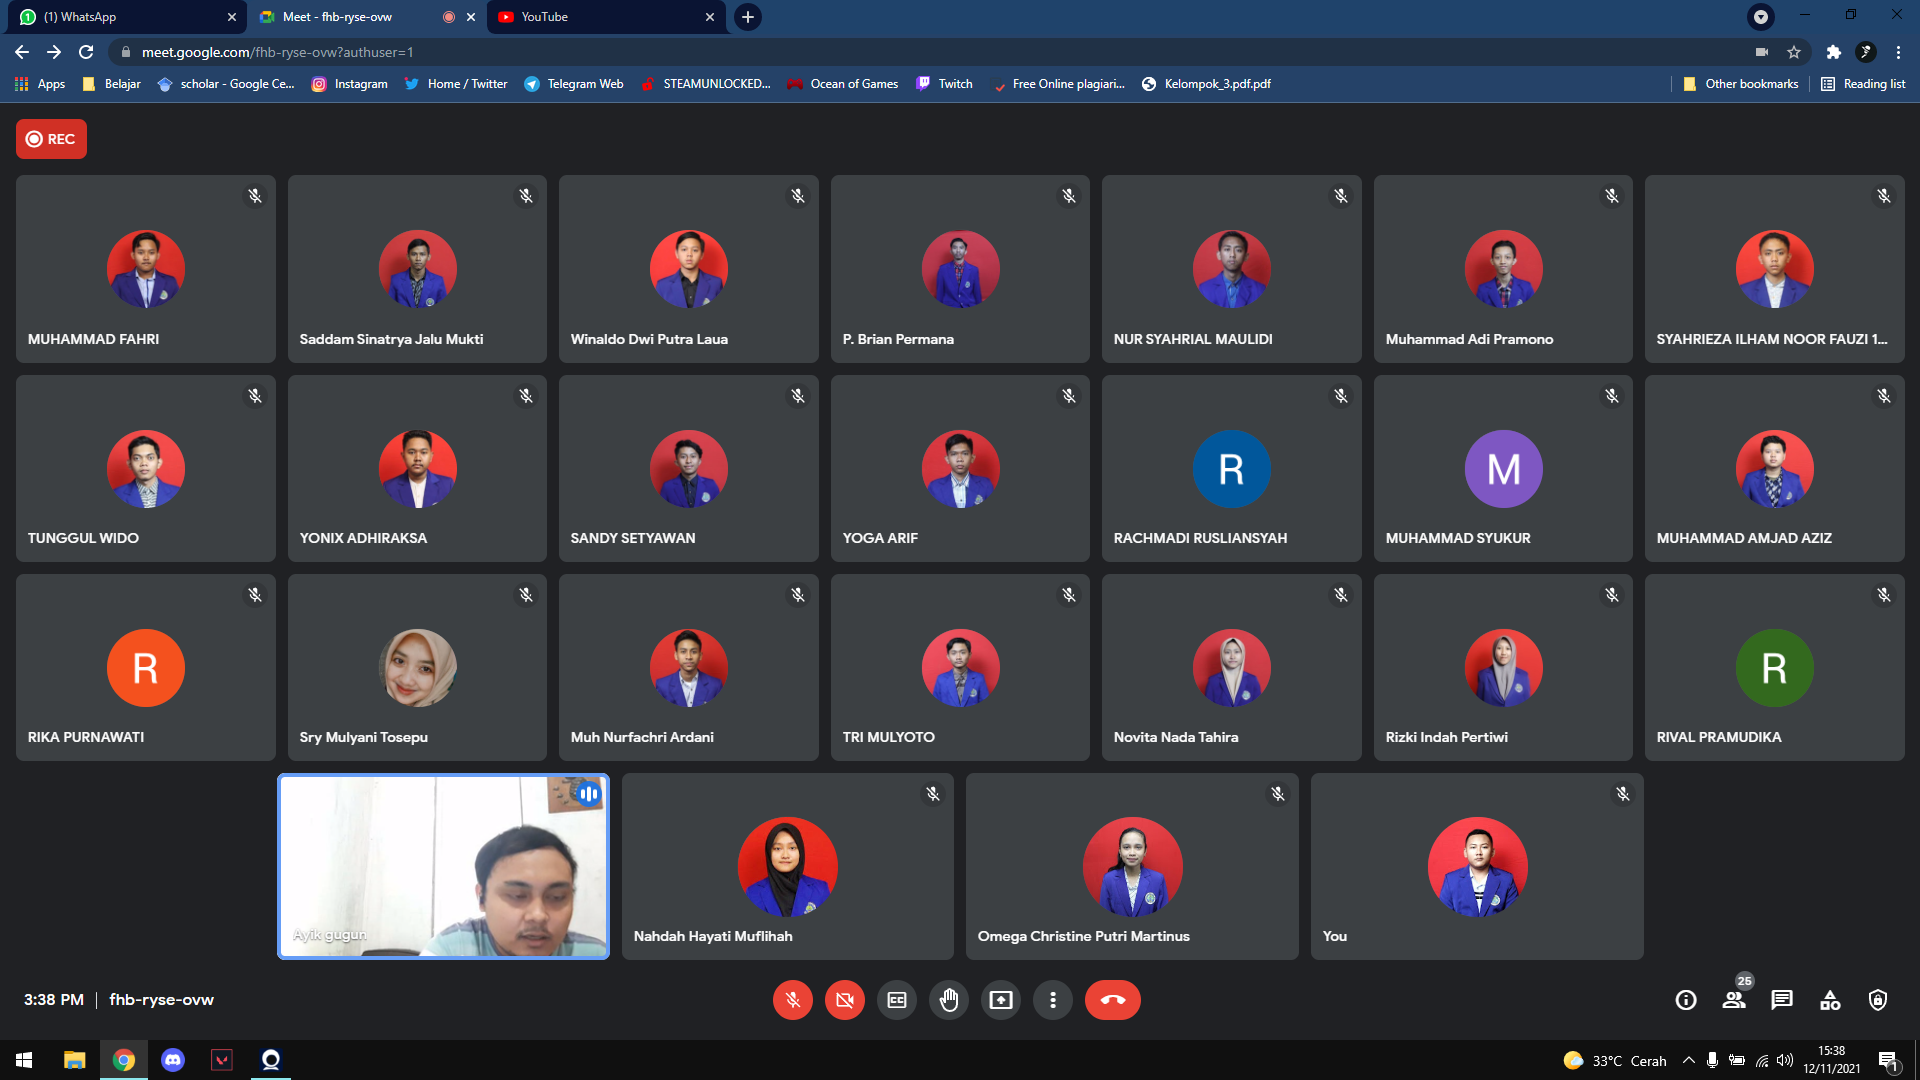 (1) WhatsApp
Meet - fhb-ryse-ovw
YouTube
meet.google.com/fhb-ryse-ovw?authuser=1
Apps
Belajar
scholar - Google Ce...
Instagram
Home / Twitter
Telegram Web
STEAMUNLOCKED...
Ocean of Games
Twitch
Free Online plagiari...
Kelompok_3.pdf.pdf
Other bookmarks
Reading list
REC
MUHAMMAD FAHRI
Saddam Sinatrya Jalu Mukti
Winaldo Dwi Putra Laua
P. Brian Permana
NUR SYAHRIAL MAULIDI
Muhammad Adi Pramono
SYAHRIEZA ILHAM NOOR FAUZI 1...
TUNGGUL WIDO
YONIX ADHIRAKSA
SANDY SETYAWAN
YOGA ARIF
R
RACHMADI RUSLIANSYAH
M
MUHAMMAD SYUKUR
MUHAMMAD AMJAD AZIZ
R
RIKA PURNAWATI
Sry Mulyani Tosepu
Muh Nurfachri Ardani
TRI MULYOTO
Novita Nada Tahira
Rizki Indah Pertiwi
R
RIVAL PRAMUDIKA
Ayik gugun
Nahdah Hayati Muflihah
Omega Christine Putri Martinus
You
3:38 PM | fhb-ryse-ovw
25
33°C Cerah
15:38
12/11/2021
1